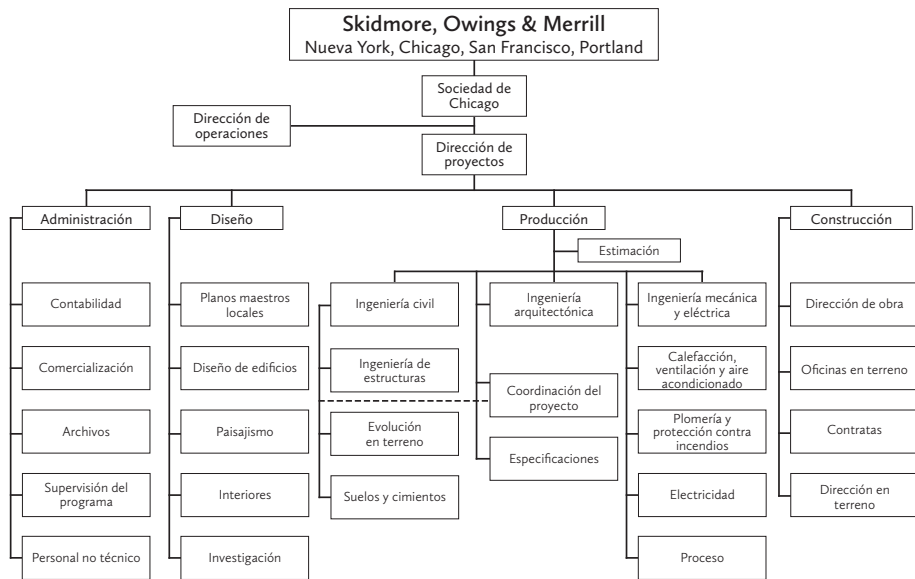 Skidmore, Owings & Merrill
Nueva York, Chicago, San Francisco, Portland
Sociedad de
Chicago
Dirección de
operaciones
Dirección de
proyectos
Administración
Diseño
Producción
Construcción
Estimación
Contabilidad
Planos maestros
locales
Ingeniería civil
Ingeniería
arquitectónica
Ingeniería mecánica
y eléctrica
Dirección de obra
Comercialización
Diseño de edificios
Ingeniería de
estructuras
Coordinación del
proyecto
Calefacción,
ventilación y aire
acondicionado
Oficinas en terreno
Archivos
Paisajismo
Evolución
en terreno
Especificaciones
Plomería y
protección contra
incendios
Contratas
Supervisión del
programa
Interiores
Suelos y cimientos
Electricidad
Dirección en
terreno
Personal no técnico
Investigación
Proceso